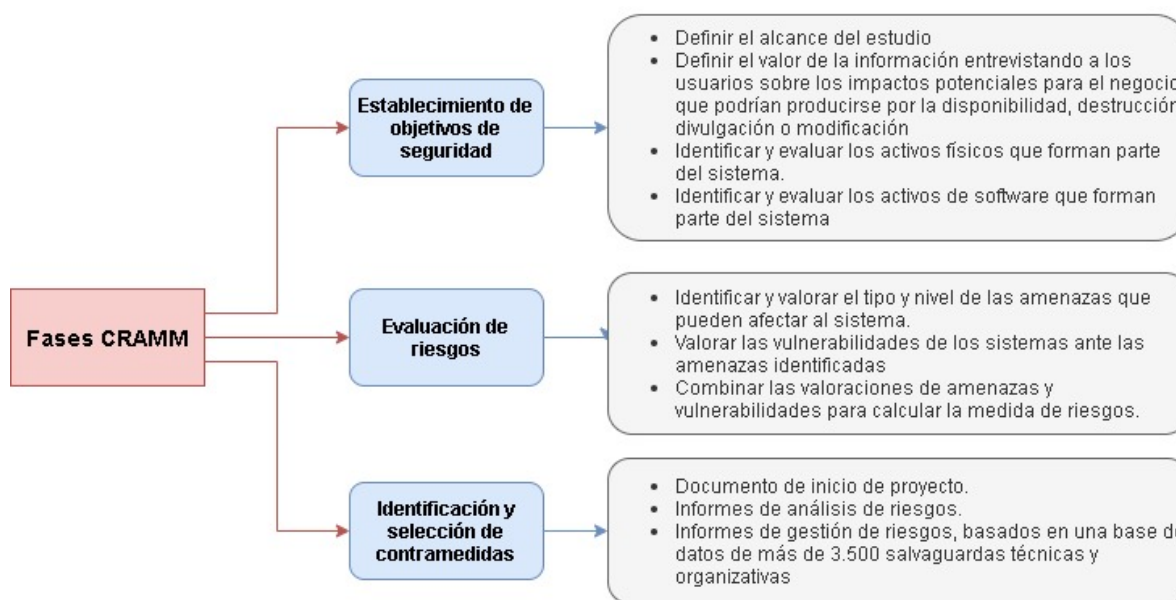 Fases CRAMM
Establecimiento de
objetivos de
seguridad
• Definir el alcance del estudio
• Definir el valor de la información entrevistando a los
usuarios sobre los impactos potenciales para el negocio
que podrían producirse por la disponibilidad, destrucción
divulgación o modificación
• Identificar y evaluar los activos físicos que forman parte
del sistema.
• Identificar y evaluar los activos de software que forman
parte del sistema
Evaluación de
riesgos
• Identificar y valorar el tipo y nivel de las amenazas que
pueden afectar al sistema.
• Valorar las vulnerabilidades de los sistemas ante las
amenazas identificadas
• Combinar las valoraciones de amenazas y
vulnerabilidades para calcular la medida de riesgos.
Identificación y
selección de
contramedidas
• Documento de inicio de proyecto.
• Informes de análisis de riesgos.
• Informes de gestión de riesgos, basados en una base de
datos de más de 3.500 salvaguardas técnicas y
organizativas